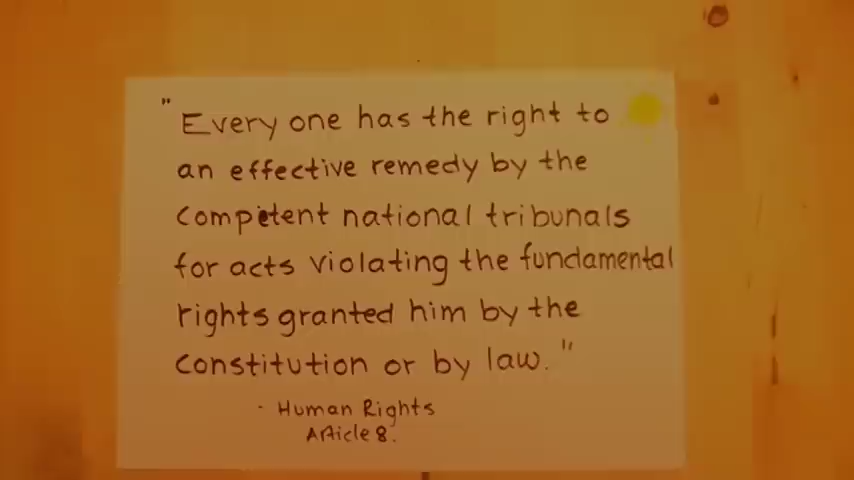 "Every one has the right to
an effective remedy by the
competent national tribunals
for acts violating the fundamental
rights granted him by the
constitution or by law."
- Human Rights
Article 8.